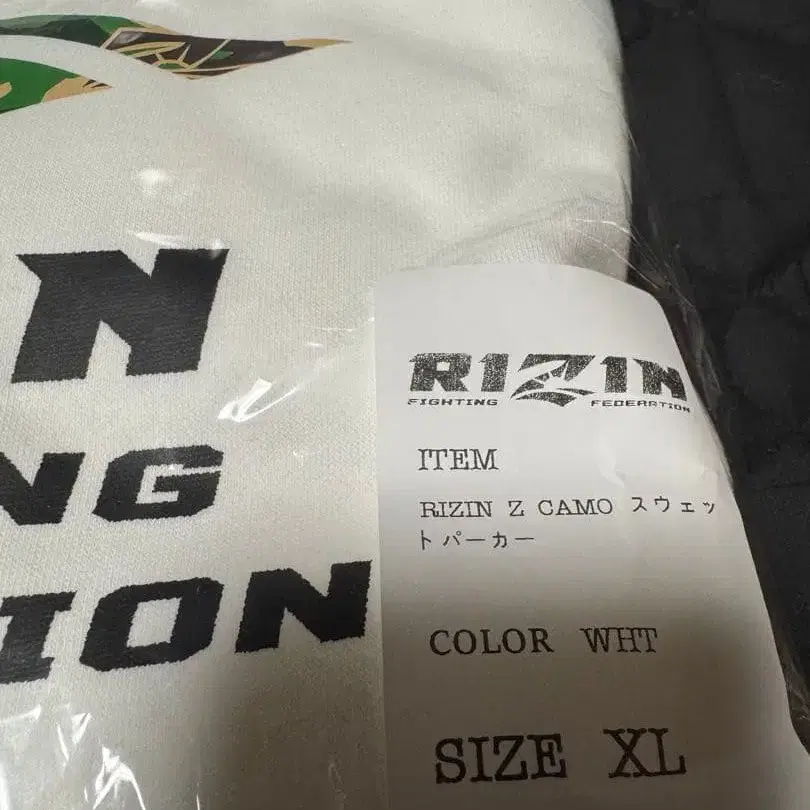 N
NG
ION
RIZIN
FIGHTING FEDERATION
ITEM
RIZIN Z CAMO スウェッ
トパーカー
COLOR WHT
SIZE XL